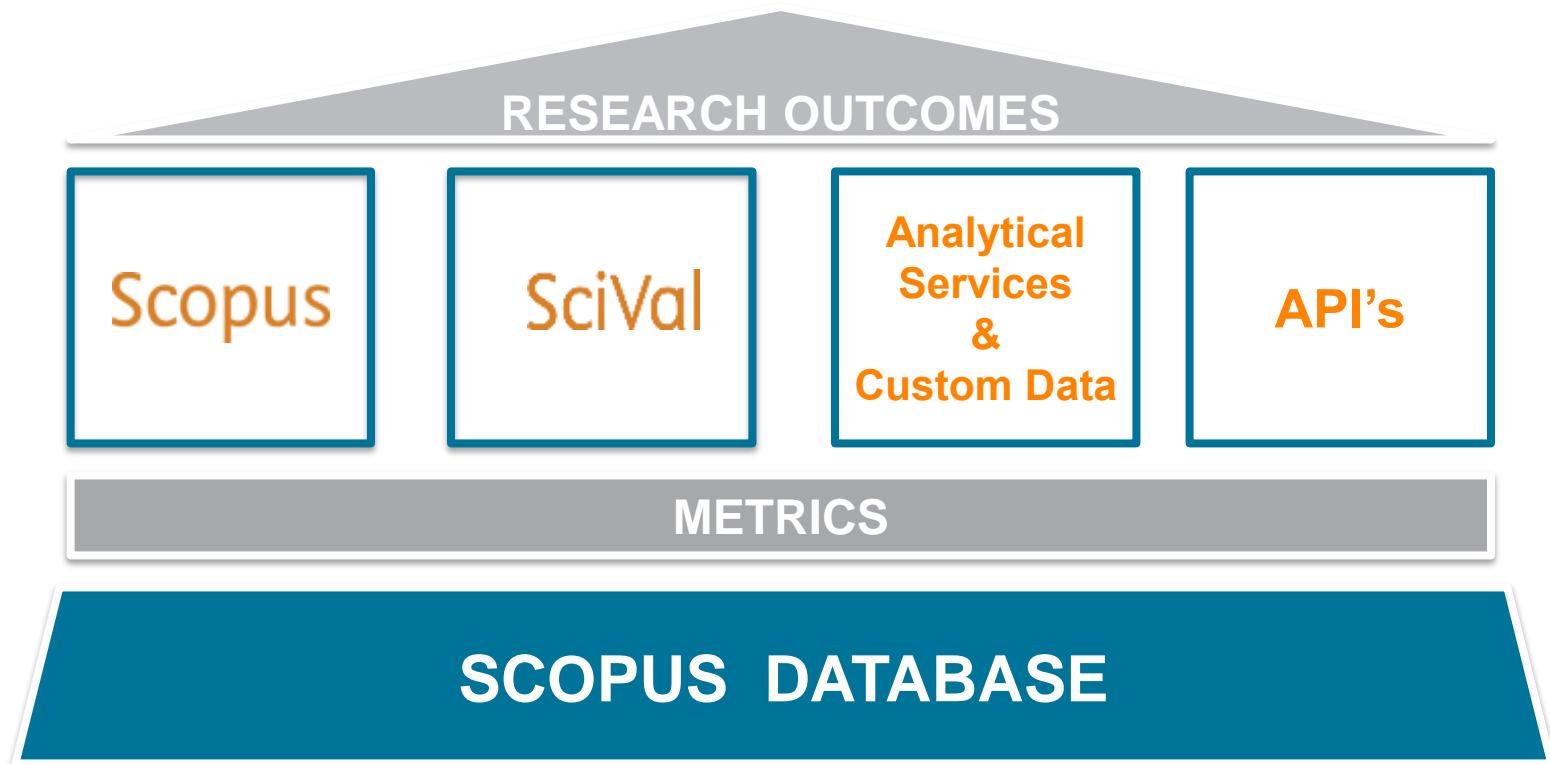 RESEARCH OUTCOMES
Scopus
SciVal
Analytical
Services
&
Custom Data
API’s
METRICS
SCOPUS DATABASE